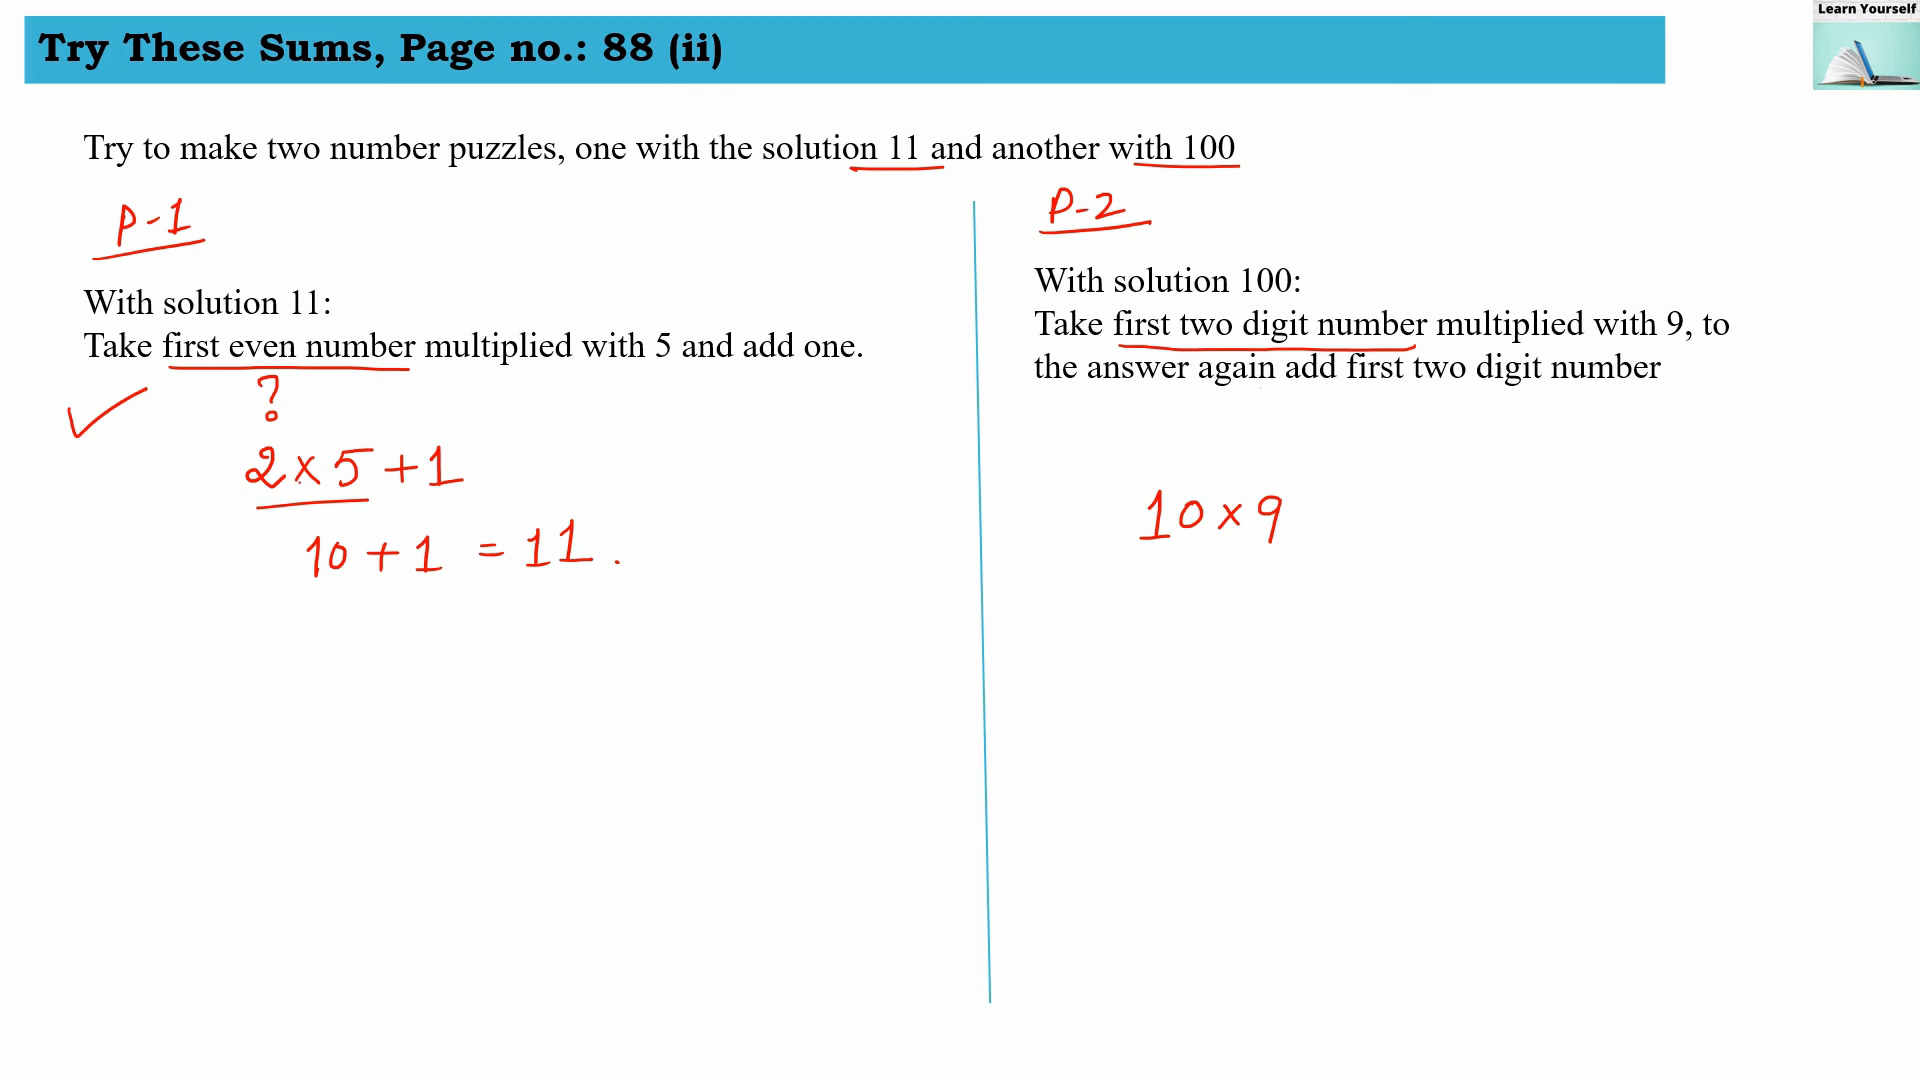 Try These Sums, Page no.: 88 (ii)
Learn Yourself
Try to make two number puzzles, one with the solution 11 and another with 100
P-1
With solution 11:
Take first even number multiplied with 5 and add one.
?
2 × 5 + 1
10 + 1 = 11 .
P-2
With solution 100:
Take first two digit number multiplied with 9, to
the answer again add first two digit number
10 × 9